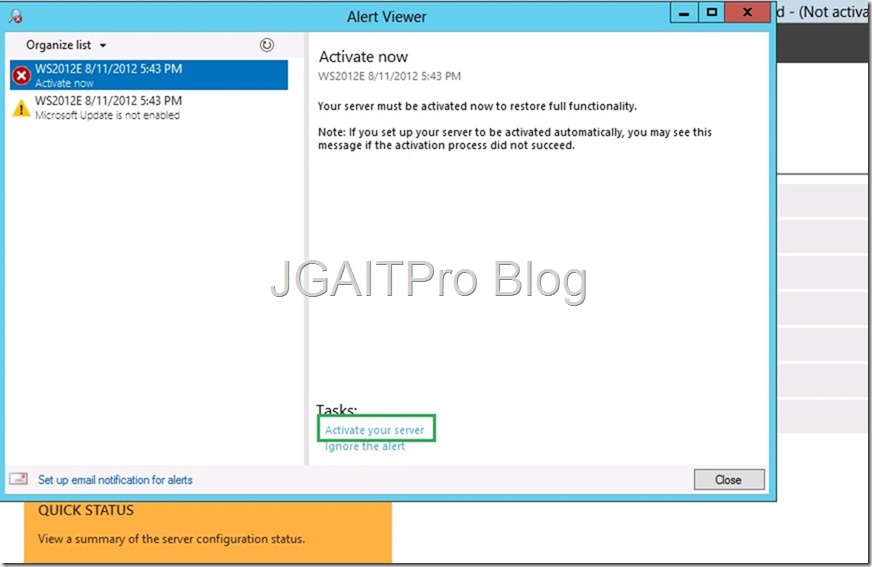 Alert Viewer
d - (Not activa
Organize list
WS2012E 8/11/2012 5:43 PM
Activate now
WS2012E 8/11/2012 5:43 PM
Microsoft Update is not enabled
Activate now
WS2012E 8/11/2012 5:43 PM
Your server must be activated now to restore full functionality.
Note: If you set up your server to be activated automatically, you may see this
message if the activation process did not succeed.
JGAITPro Blog
Tasks:
Activate your server
Ignore the alert
Set up email notification for alerts
Close
QUICK STATUS
View a summary of the server configuration status.